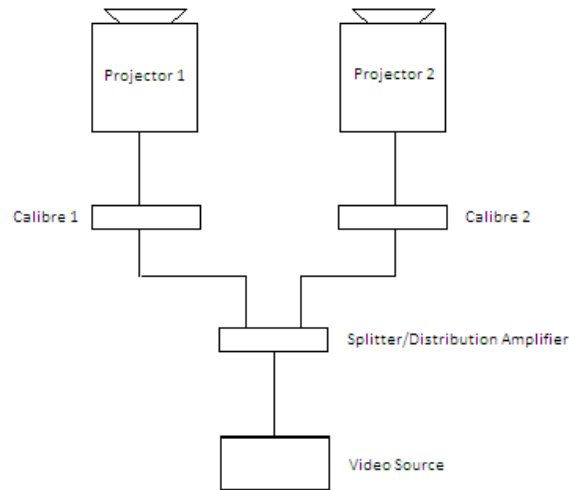 Projector 1
Projector 2
Calibre 1
Calibre 2
Splitter/Distribution Amplifier
Video Source